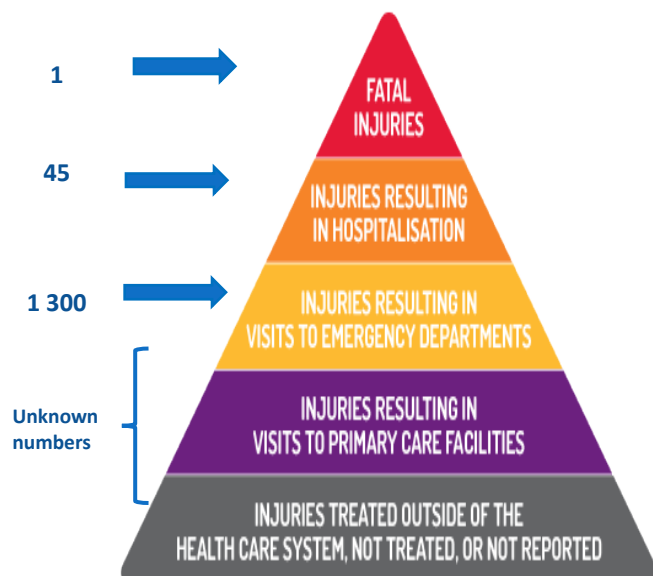 1
FATAL
INJURIES
45
INJURIES RESULTING
IN HOSPITALISATION
1 300
INJURIES RESULTING IN
VISITS TO EMERGENCY DEPARTMENTS
Unknown
numbers
INJURIES RESULTING IN
VISITS TO PRIMARY CARE FACILITIES
INJURIES TREATED OUTSIDE OF THE
HEALTH CARE SYSTEM, NOT TREATED, OR NOT REPORTED